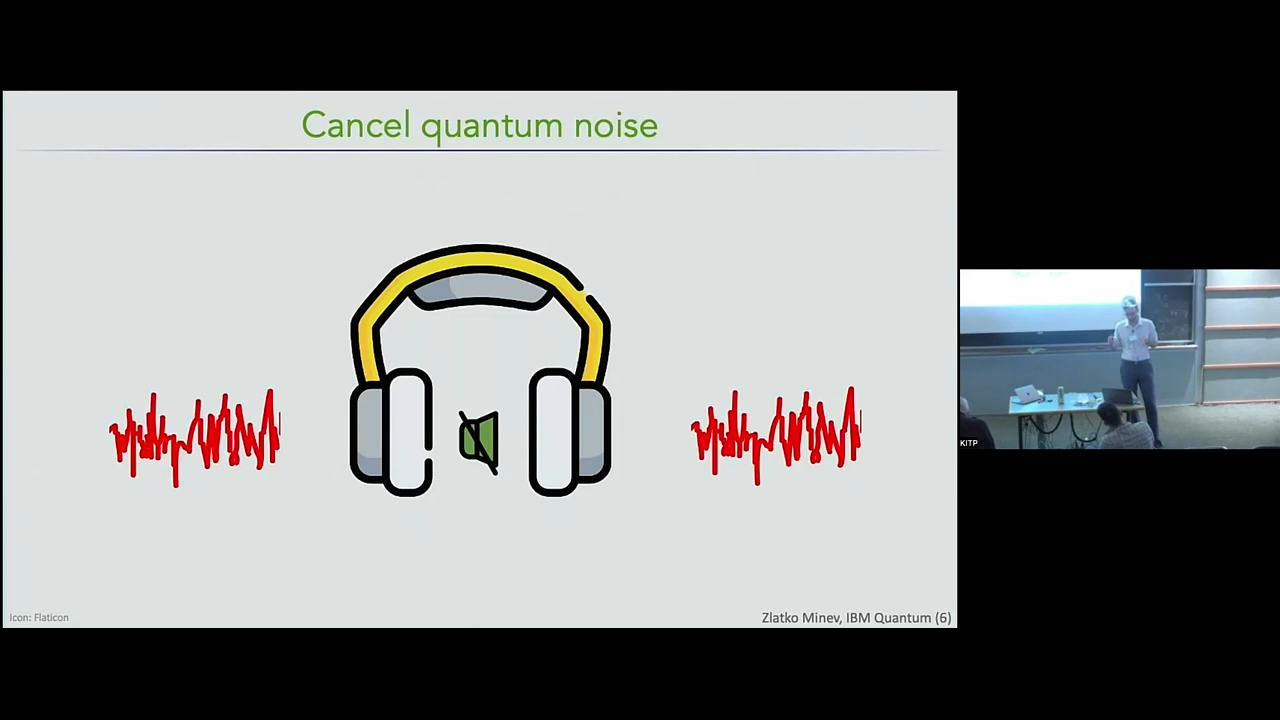 Cancel quantum noise
Icon: Flaticon
Zlatko Minev, IBM Quantum (6)
KITP